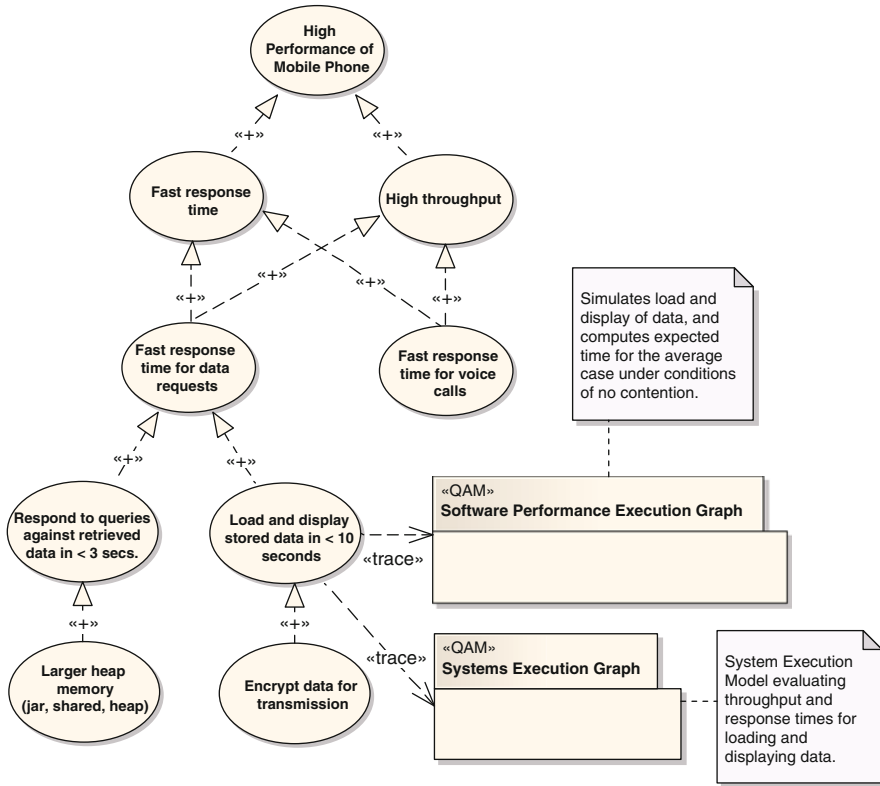 High
Performance of
Mobile Phone
«+»
«+»
Fast response
time
High throughput
«+»
«+»
«+»
«+»
Fast response
time for data
requests
Fast response
time for voice
calls
Simulates load and
display of data, and
computes expected
time for the average
case under conditions
of no contention.
«+»
«+»
Respond to queries
against retrieved
data in < 3 secs.
Load and display
stored data in < 10
seconds
«trace»
«QAM»
Software Performance Execution Graph
«+»
«+»
«trace»
Larger heap
memory
(jar, shared, heap)
Encrypt data for
transmission
«QAM»
Systems Execution Graph
System Execution
Model evaluating
throughput and
response times for
loading and
displaying data.